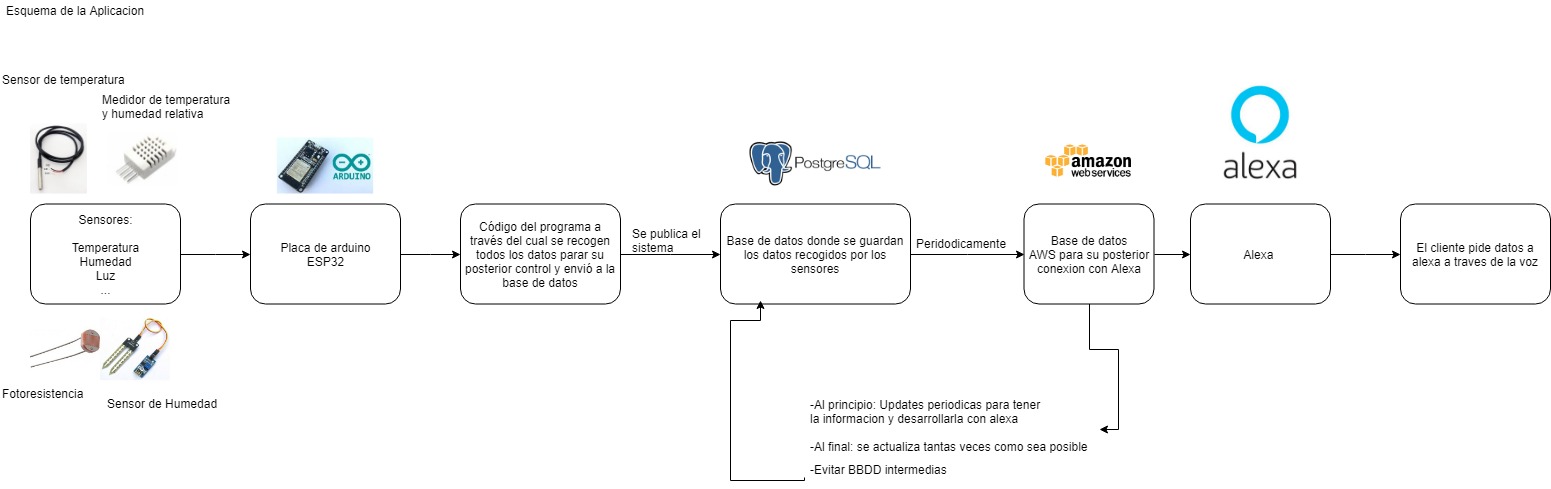 Esquema de la Aplicacion
Sensor de temperatura
Medidor de temperatura
y humedad relativa
ARDUINO
PostgreSQL
amazon
webservices
alexa
Sensores:
Temperatura
Humedad
Luz
...
Placa de arduino
ESP32
Código del programa a
través del cual se recogen
todos los datos parar su
posterior control y envió a la
base de datos
Se publica el
sistema
Base de datos donde se guardan
los datos recogidos por los
sensores
Peridodicamente
Base de datos
AWS para su posterior
conexion con Alexa
Alexa
El cliente pide datos a
alexa a traves de la voz
Fotoresistencia
Sensor de Humedad
-Al principio: Updates periodicas para tener
la informacion y desarrollarla con alexa
-Al final: se actualiza tantas veces como sea posible
-Evitar BBDD intermedias